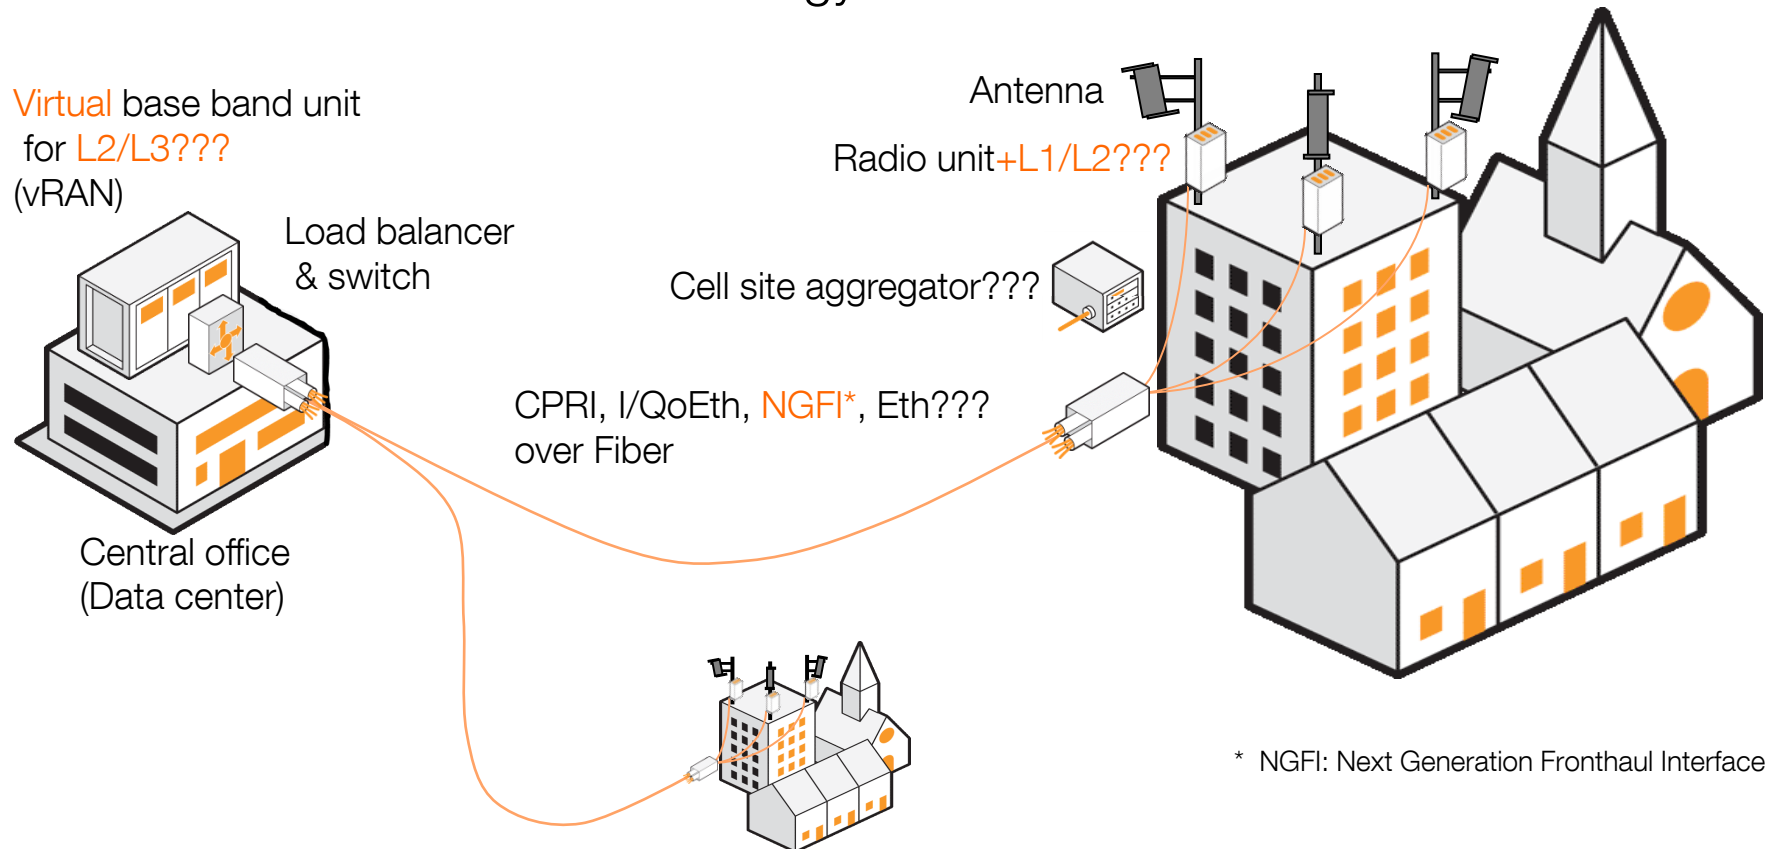 Virtual base band unit
for L2/L3???
(vRAN)
Load balancer
& switch
Antenna
Radio unit+L1/L2???
Cell site aggregator???
CPRI, I/QoEth, NGFI*, Eth???
over Fiber
Central office
(Data center)
* NGFI: Next Generation Fronthaul Interface